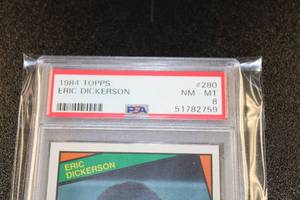 1984 TOPPS #280
ERIC DICKERSON NM-MT
8
PSA 51782759
ERIC
DICKERSON